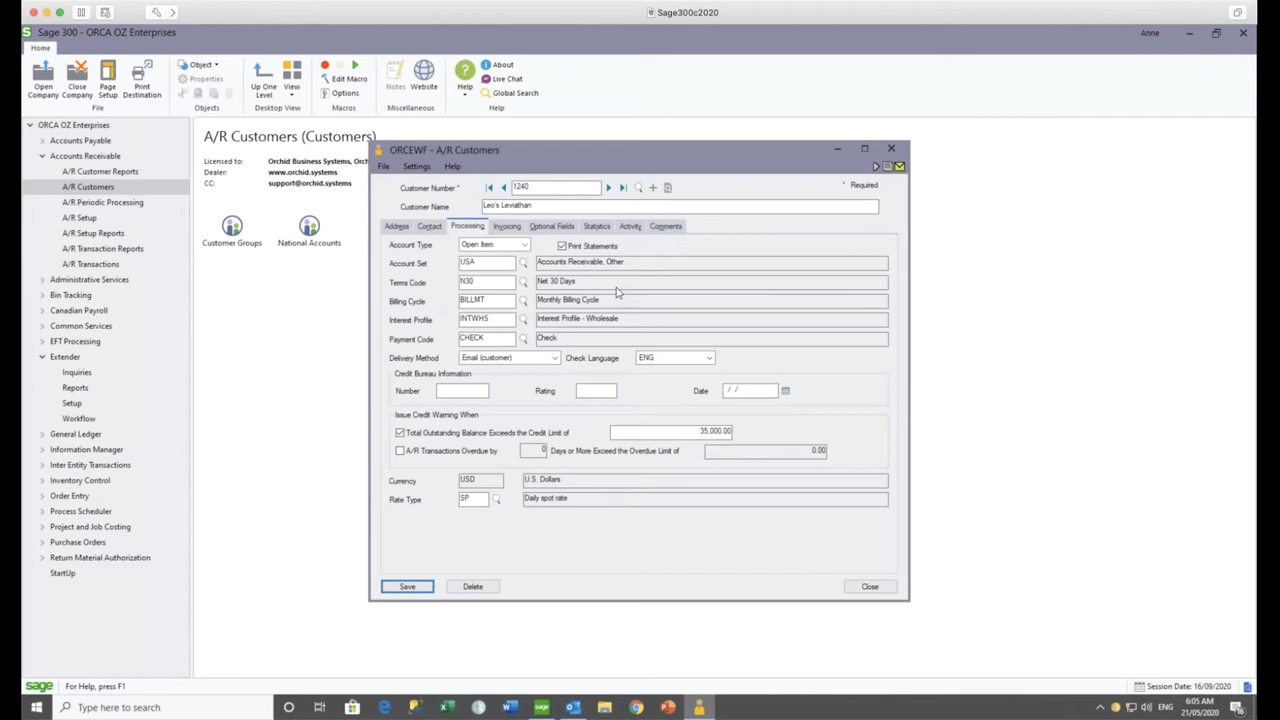 Sage300c2020
Sage 300 - ORCA OZ Enterprises
Anne
Home
Open Company
Close Company
Page Setup
Print Destination
File
Object
Properties
Objects
Up One Level
View
Desktop View
Edit Macro
Options
Macros
Notes
Website
Miscellaneous
Help
About
Live Chat
Global Search
Help
ORCA OZ Enterprises
Accounts Payable
Accounts Receivable
A/R Customer Reports
A/R Customers
A/R Periodic Processing
A/R Setup
A/R Setup Reports
A/R Transaction Reports
A/R Transactions
Administrative Services
Bin Tracking
Canadian Payroll
Common Services
EFT Processing
Extender
Inquiries
Reports
Setup
Workflow
General Ledger
Information Manager
Inter Entity Transactions
Inventory Control
Order Entry
Process Scheduler
Project and Job Costing
Purchase Orders
Return Material Authorization
StartUp
A/R Customers (Customers)
Licensed to: Orchid Business Systems, Orch
Dealer: www.orchid.systems
CC: support@orchid.systems
Customer Groups
National Accounts
ORCEWF - A/R Customers
File Settings Help
Customer Number * 1240
* Required
Customer Name Leo's Leviathan
Address Contact Processing Invoicing Optional Fields Statistics Activity Comments
Account Type Open Item Print Statements
Account Set USA Accounts Receivable, Other
Terms Code N30 Net 30 Days
Billing Cycle BILLMT Monthly Billing Cycle
Interest Profile INTWHS Interest Profile - Wholesale
Payment Code CHECK Check
Delivery Method Email (customer) Check Language ENG
Credit Bureau Information
Number Rating Date / /
Issue Credit Warning When
Total Outstanding Balance Exceeds the Credit Limit of 35,000.00
A/R Transactions Overdue by 0 Days or More Exceed the Overdue Limit of 0.00
Currency USD U.S. Dollars
Rate Type SP Daily spot rate
Save Delete Close
sage For Help, press F1
Session Date: 16/09/2020
Type here to search
ENG
6:05 AM
21/05/2020